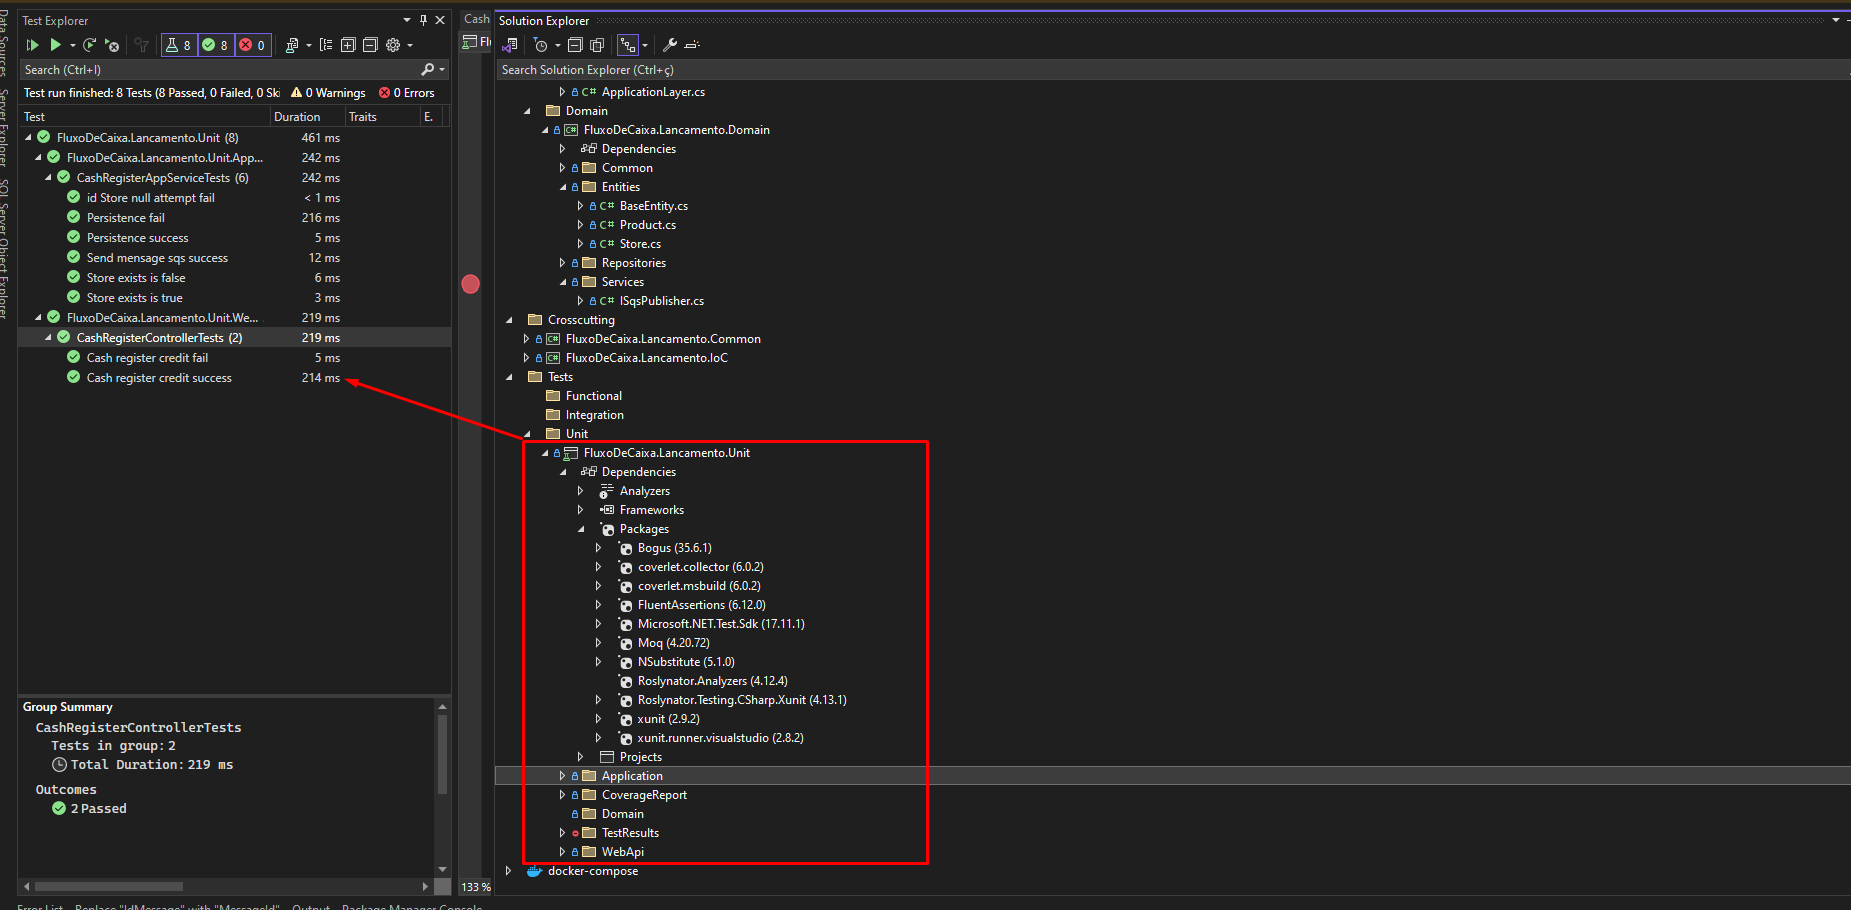 Data Sources
Server Explorer
SQL Server Object Explorer
Test Explorer
8 8 0
Search (Ctrl+I)
Test run finished: 8 Tests (8 Passed, 0 Failed, 0 Ski
0 Warnings
0 Errors
Test Duration Traits E.
FluxoDeCaixa.Lancamento.Unit (8) 461 ms
FluxoDeCaixa.Lancamento.Unit.App... 242 ms
CashRegisterAppServiceTests (6) 242 ms
id Store null attempt fail < 1 ms
Persistence fail 216 ms
Persistence success 5 ms
Send mensage sqs success 12 ms
Store exists is false 6 ms
Store exists is true 3 ms
FluxoDeCaixa.Lancamento.Unit.We... 219 ms
CashRegisterControllerTests (2) 219 ms
Cash register credit fail 5 ms
Cash register credit success 214 ms
Group Summary
CashRegisterControllerTests
Tests in group: 2
Total Duration: 219 ms
Outcomes
2 Passed
Cash
Flu
133 %
Solution Explorer
Search Solution Explorer (Ctrl+ç)
C# ApplicationLayer.cs
Domain
C# FluxoDeCaixa.Lancamento.Domain
Dependencies
Common
Entities
C# BaseEntity.cs
C# Product.cs
C# Store.cs
Repositories
Services
C# ISqsPublisher.cs
Crosscutting
C# FluxoDeCaixa.Lancamento.Common
C# FluxoDeCaixa.Lancamento.IoC
Tests
Functional
Integration
Unit
FluxoDeCaixa.Lancamento.Unit
Dependencies
Analyzers
Frameworks
Packages
Bogus (35.6.1)
coverlet.collector (6.0.2)
coverlet.msbuild (6.0.2)
FluentAssertions (6.12.0)
Microsoft.NET.Test.Sdk (17.11.1)
Moq (4.20.72)
NSubstitute (5.1.0)
Roslynator.Analyzers (4.12.4)
Roslynator.Testing.CSharp.Xunit (4.13.1)
xunit (2.9.2)
xunit.runner.visualstudio (2.8.2)
Projects
Application
CoverageReport
Domain
TestResults
WebApi
docker-compose
Error List Replace "IdMessage" with "MessageId" Output Package Manager Console